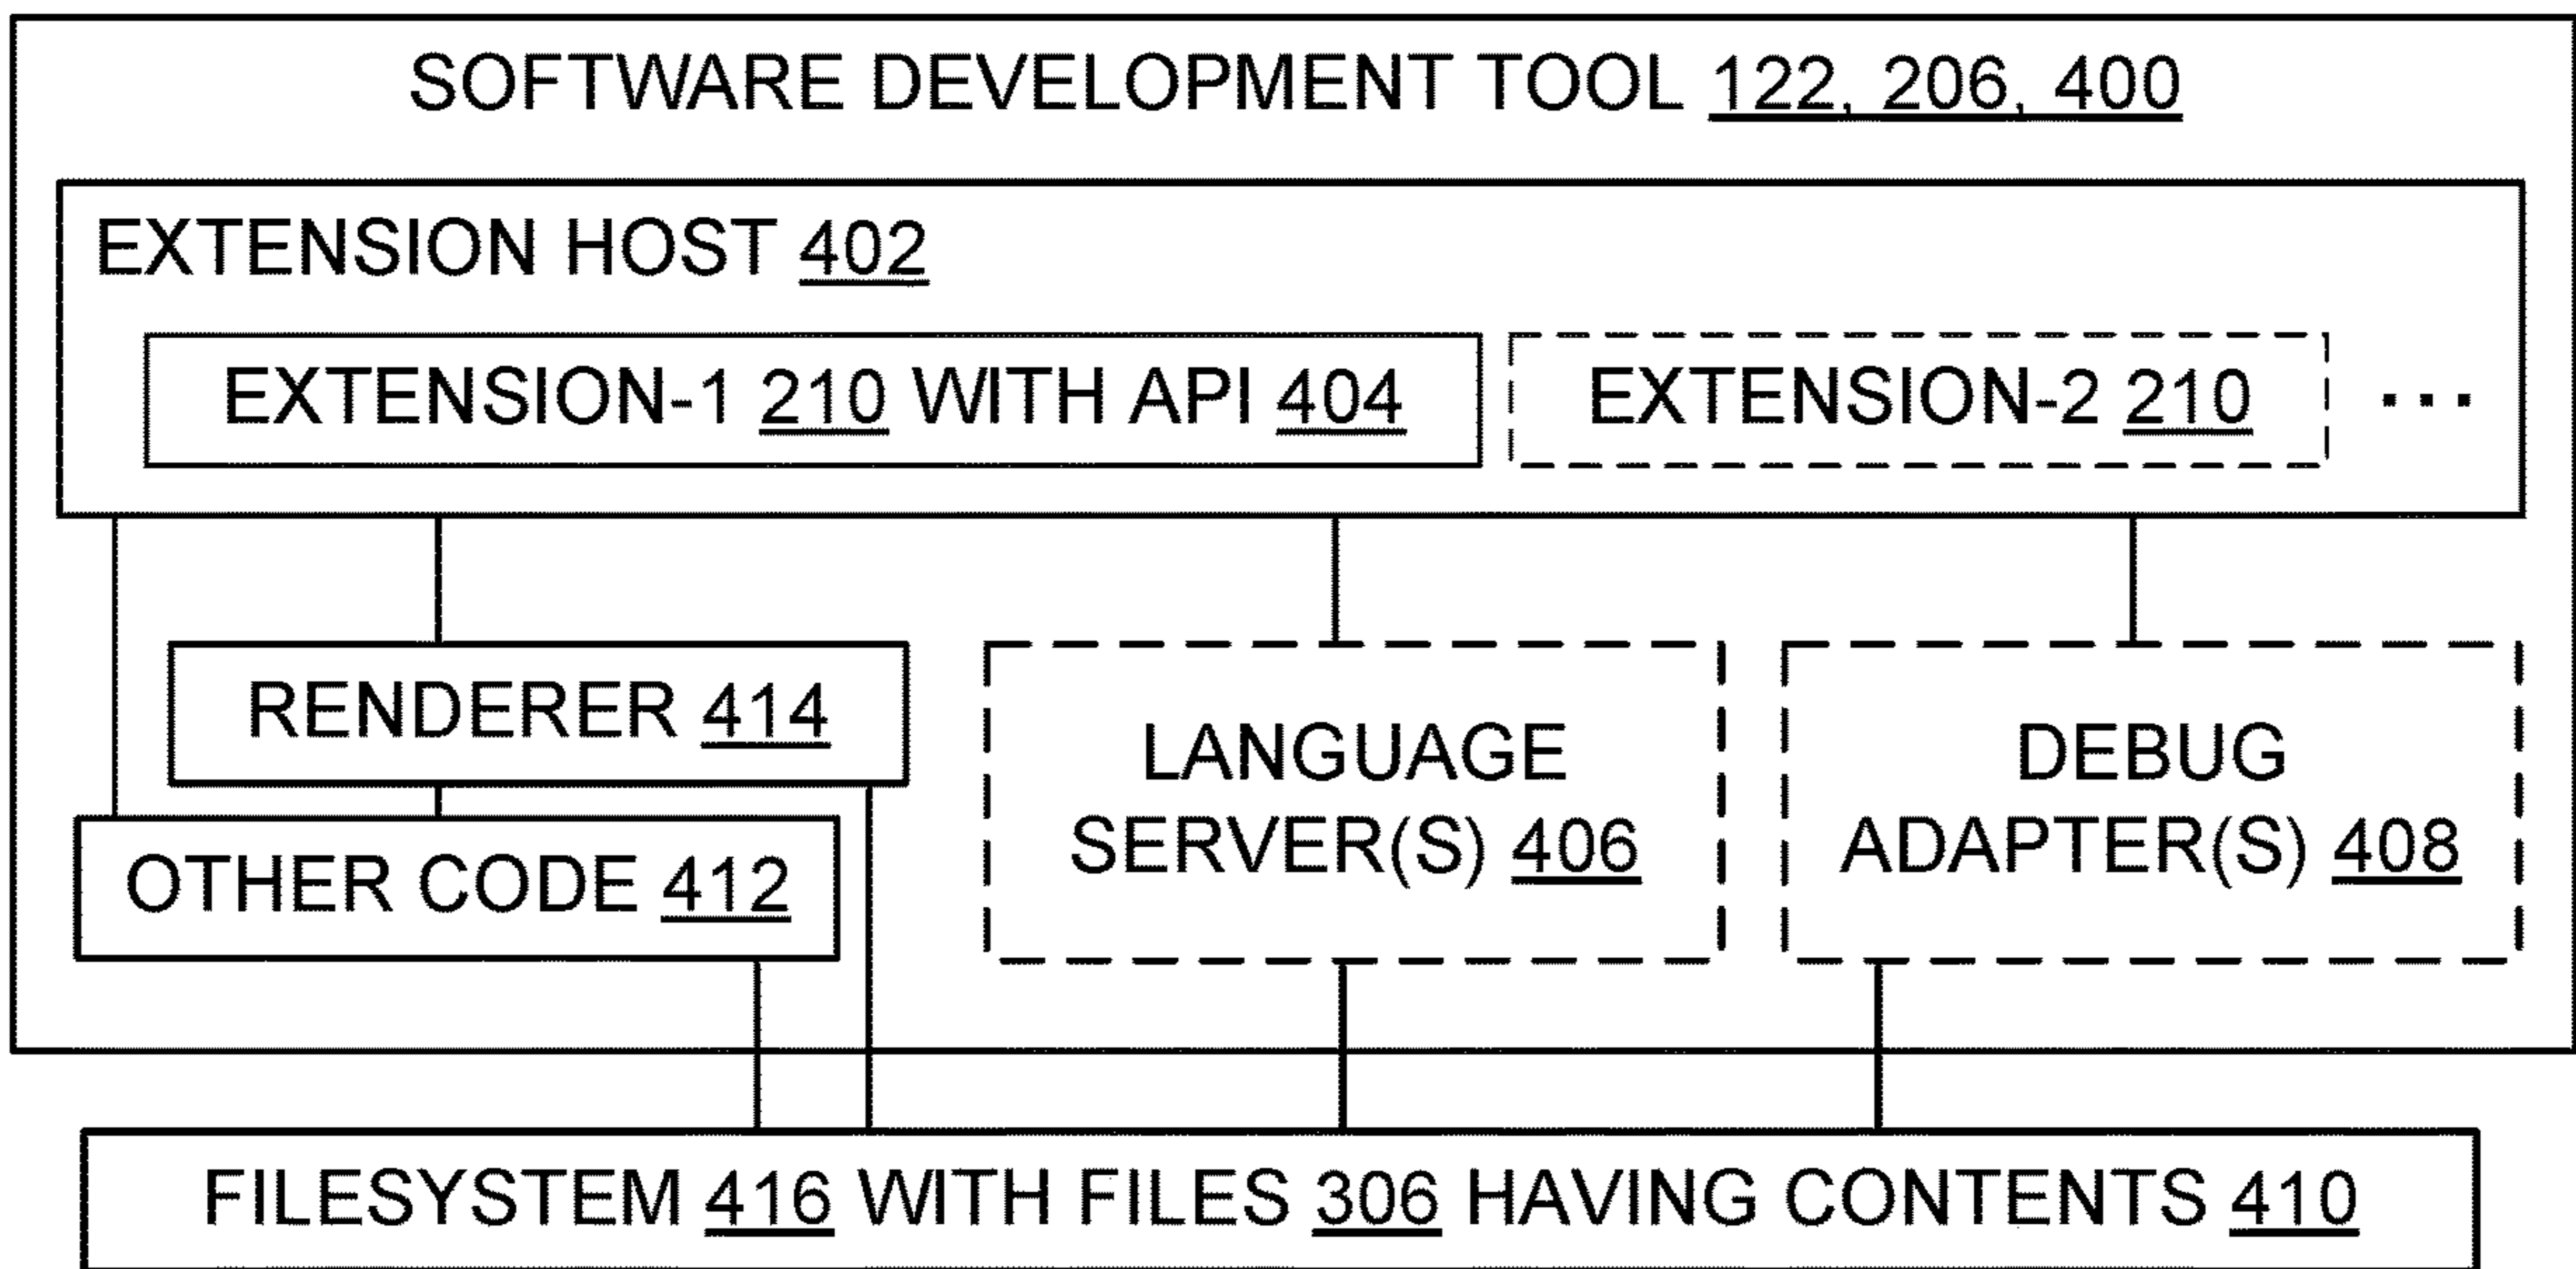 SOFTWARE DEVELOPMENT TOOL 122, 206, 400
EXTENSION HOST 402
EXTENSION-1 210 WITH API 404
EXTENSION-2 210
...
RENDERER 414
OTHER CODE 412
LANGUAGE
SERVER(S) 406
DEBUG
ADAPTER(S) 408
FILESYSTEM 416 WITH FILES 306 HAVING CONTENTS 410